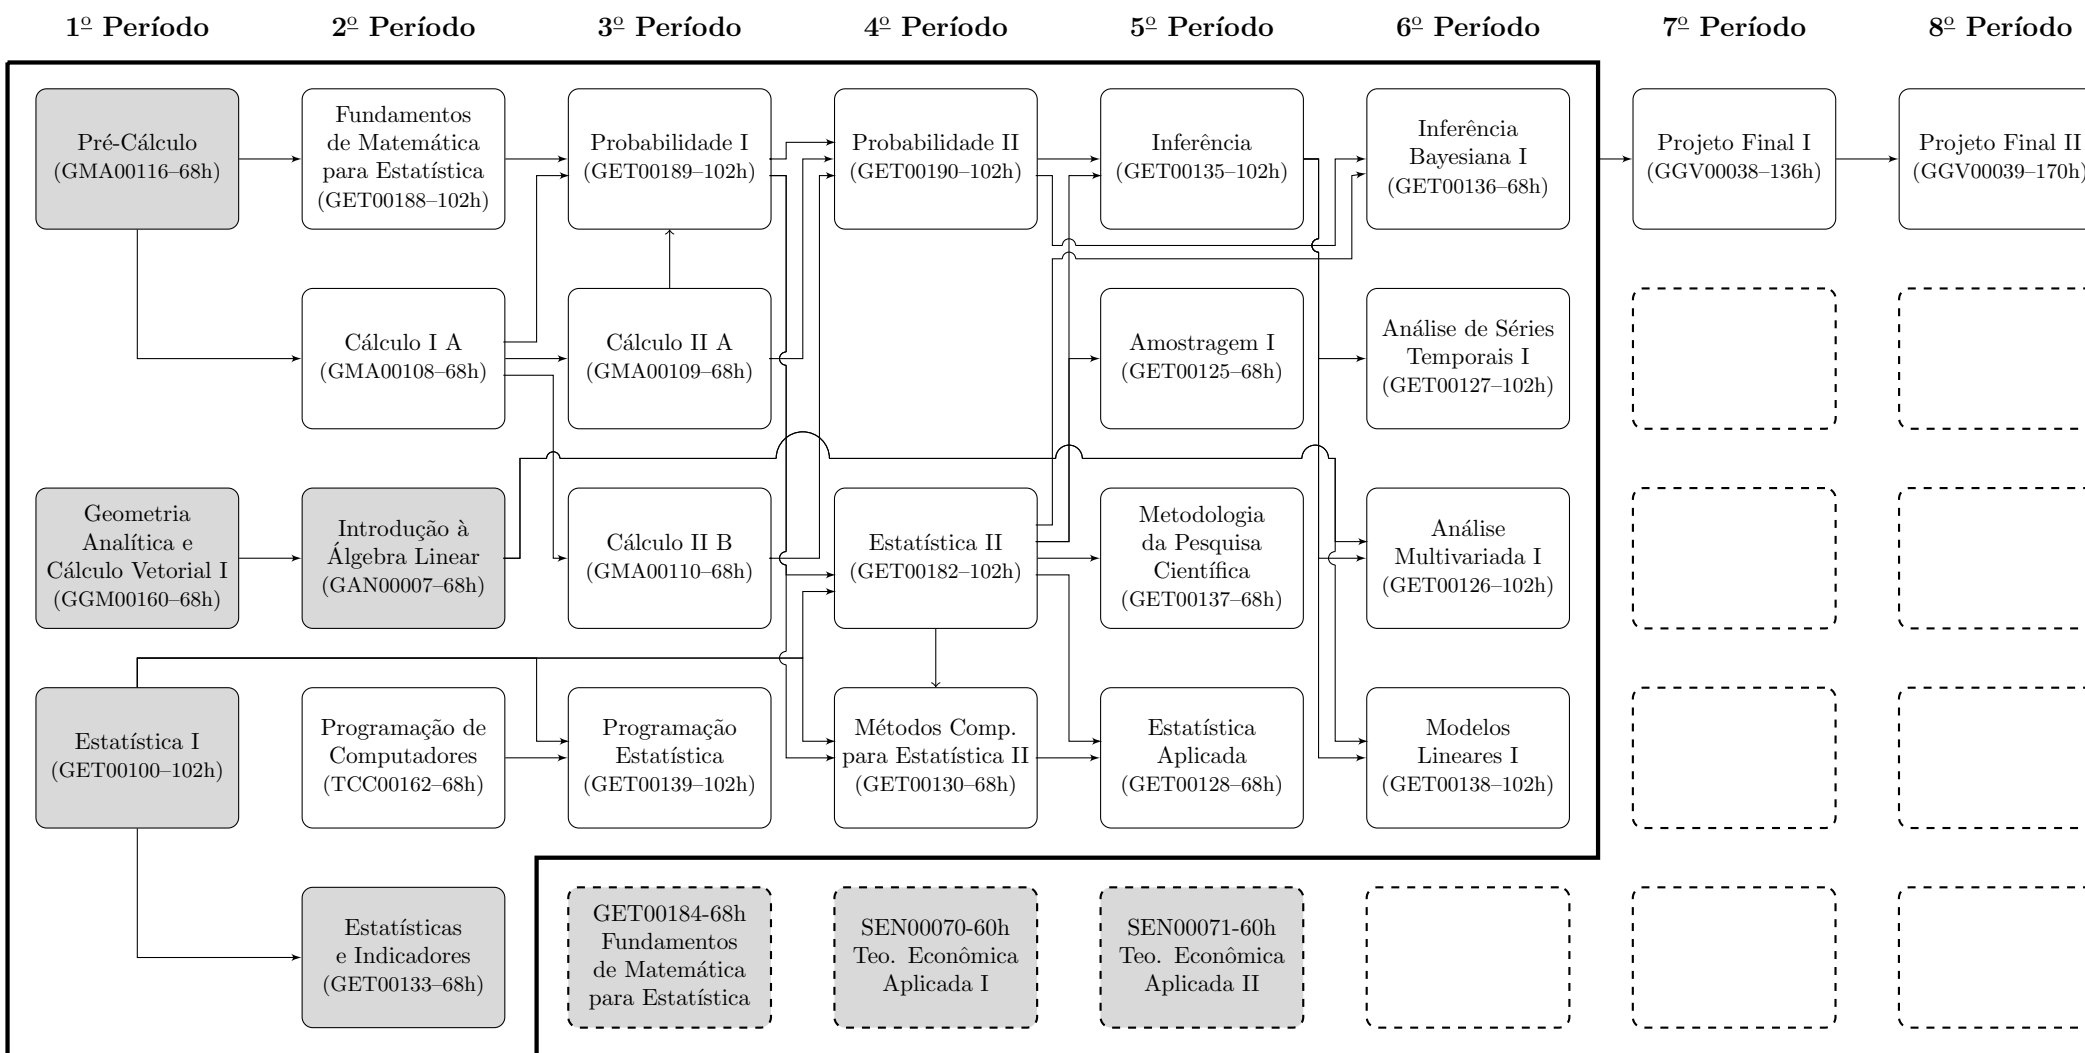 1º Período
2º Período
3º Período
4º Período
5º Período
6º Período
7º Período
8º Período
Pré-Cálculo
(GMA00116–68h)
Fundamentos
de Matemática
para Estatística
(GET00188–102h)
Probabilidade I
(GET00189–102h)
Probabilidade II
(GET00190–102h)
Inferência
(GET00135–102h)
Inferência
Bayesiana I
(GET00136–68h)
Projeto Final I
(GGV00038–136h)
Projeto Final II
(GGV00039–170h)
Cálculo I A
(GMA00108–68h)
Cálculo II A
(GMA00109–68h)
Amostragem I
(GET00125–68h)
Análise de Séries
Temporais I
(GET00127–102h)
Geometria
Analítica e
Cálculo Vetorial I
(GGM00160–68h)
Introdução à
Álgebra Linear
(GAN00007–68h)
Cálculo II B
(GMA00110–68h)
Estatística II
(GET00182–102h)
Metodologia
da Pesquisa
Científica
(GET00137–68h)
Análise
Multivariada I
(GET00126–102h)
Estatística I
(GET00100–102h)
Programação de
Computadores
(TCC00162–68h)
Programação
Estatística
(GET00139–102h)
Métodos Comp.
para Estatística II
(GET00130–68h)
Estatística
Aplicada
(GET00128–68h)
Modelos
Lineares I
(GET00138–102h)
Estatísticas
e Indicadores
(GET00133–68h)
GET00184-68h
Fundamentos
de Matemática
para Estatística
SEN00070-60h
Teo. Econômica
Aplicada I
SEN00071-60h
Teo. Econômica
Aplicada II